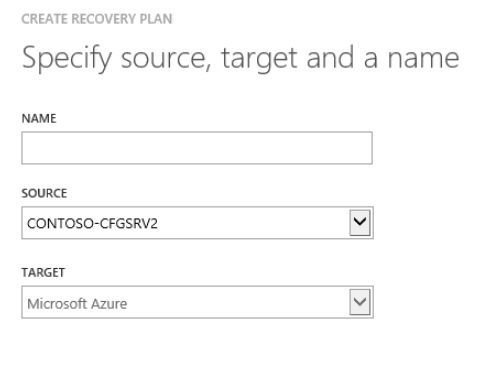 CREATE RECOVERY PLAN
Specify source, target and a name
NAME
SOURCE
CONTOSO-CFGSRV2
TARGET
Microsoft Azure